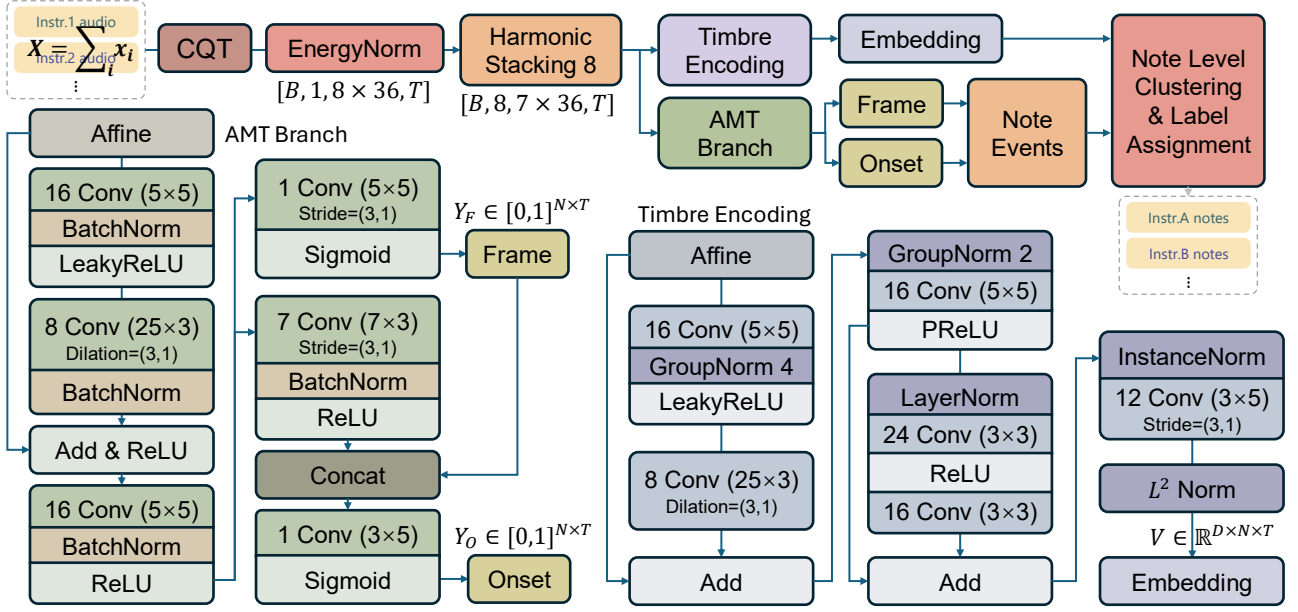 Instr.1 audio
X = ∑ᵢ xᵢ
Instr.2 audio
⋮
CQT
EnergyNorm
[B, 1, 8 × 36, T]
Harmonic
Stacking 8
[B, 8, 7 × 36, T]
Timbre
Encoding
Embedding
AMT
Branch
Frame
Onset
Note
Events
Note Level
Clustering
& Label
Assignment
Instr.A notes
Instr.B notes
⋮
AMT Branch
Affine
16 Conv (5×5)
BatchNorm
LeakyReLU
8 Conv (25×3)
Dilation=(3,1)
BatchNorm
Add & ReLU
16 Conv (5×5)
BatchNorm
ReLU
1 Conv (5×5)
Stride=(3,1)
Sigmoid
Y_F ∈ [0,1]^{N×T}
Frame
7 Conv (7×3)
Stride=(3,1)
BatchNorm
ReLU
Concat
1 Conv (3×5)
Sigmoid
Y_O ∈ [0,1]^{N×T}
Onset
Timbre Encoding
Affine
16 Conv (5×5)
GroupNorm 4
LeakyReLU
8 Conv (25×3)
Dilation=(3,1)
Add
GroupNorm 2
16 Conv (5×5)
PReLU
LayerNorm
24 Conv (3×3)
ReLU
16 Conv (3×3)
Add
InstanceNorm
12 Conv (3×5)
Stride=(3,1)
L² Norm
V ∈ ℝ^{D×N×T}
Embedding